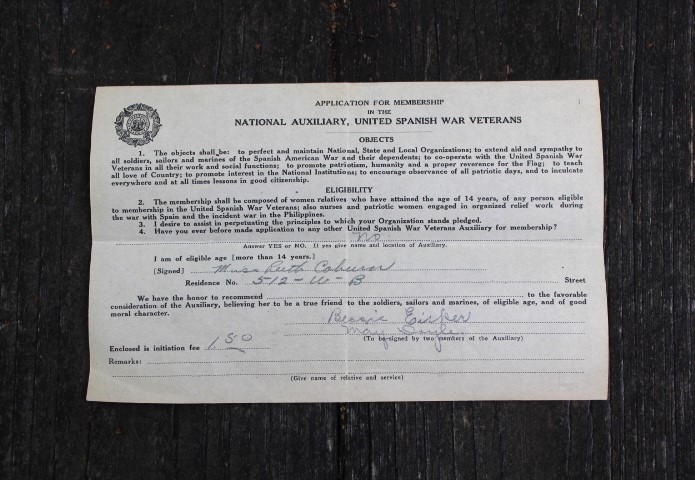 APPLICATION FOR MEMBERSHIP
IN THE
NATIONAL AUXILIARY, UNITED SPANISH WAR VETERANS
OBJECTS
1. The objects shall be: to perfect and maintain National, State and Local Organizations; to extend aid and sympathy to
all soldiers, sailors and marines of the Spanish American War and their dependents; to co-operate with the United Spanish War
Veterans in all their work and social functions; to promote patriotism, humanity and a proper reverence for the Flag; to teach
all love of Country; to promote interest in the National Institutions; to encourage observance of all patriotic days, and to inculcate
everywhere and at all times lessons in good citizenship.
ELIGIBILITY
2. The membership shall be composed of women relatives who have attained the age of 14 years, of any person eligible
to membership in the United Spanish War Veterans; also nurses and patriotic women engaged in organized relief work during
the war with Spain and the incident war in the Philippines.
3. I desire to assist in perpetuating the principles to which your Organization stands pledged.
4. Have you ever before made application to any other United Spanish War Veterans Auxiliary for membership?
No
Answer YES or NO. If yes give name and location of Auxiliary.
I am of eligible age [more than 14 years.]
[Signed] Miss Ruth
Residence No. 512-W-B Street
We have the honor to recommend to the favorable
consideration of the Auxiliary, believing her to be a true friend to the soldiers, sailors and marines, of eligible age, and of good
moral character.
Bessie
May Doyle
(To be signed by two members of the Auxiliary)
Enclosed is initiation fee 1.50
Remarks:
(Give name of relative and service)